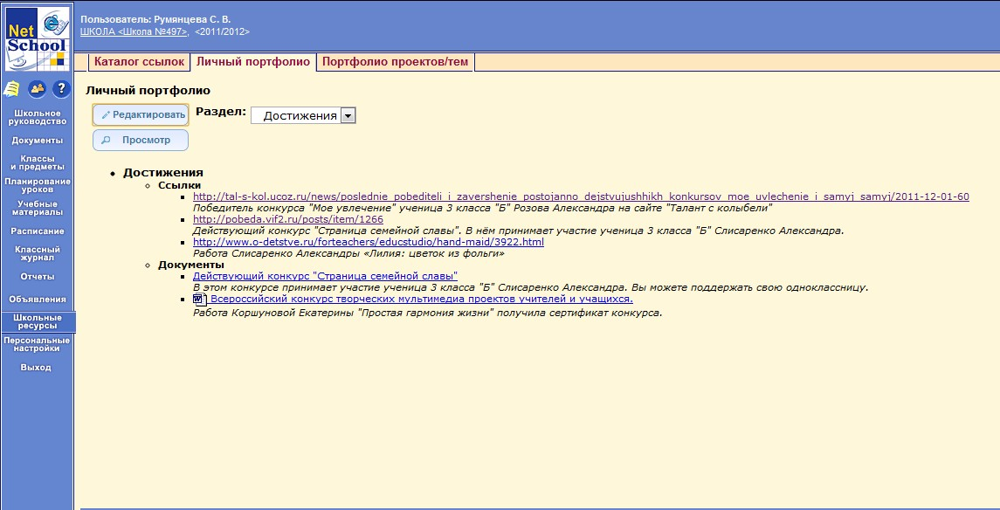 Net
School
Пользователь: Румянцева С. В.
ШКОЛА <Школа №497>, <2011/2012>
Каталог ссылок
Личный портфолио
Портфолио проектов/тем
?
Школьное
руководство
Документы
Классы
и предметы
Планирование
уроков
Учебные
материалы
Расписание
Классный
журнал
Отчеты
Объявления
Школьные
ресурсы
Персональные
настройки
Выход
Личный портфолио
Редактировать
Раздел:
Достижения
Просмотр
Достижения
Ссылки
http://tal-s-kol.ucoz.ru/news/poslednie_pobediteli_i_zavershenie_postojanno_dejstvujushhikh_konkursov_moe_uvlechenie_i_samyj_samyj/2011-12-01-60
Победитель конкурса "Мое увлечение" ученица 3 класса "Б" Розова Александра на сайте "Талант с колыбели"
http://pobeda.vif2.ru/posts/item/1266
Действующий конкурс "Страница семейной славы". В нём принимает участие ученица 3 класса "Б" Слисаренко Александра.
http://www.o-detstve.ru/forteachers/educstudio/hand-maid/3922.html
Работа Слисаренко Александры «Лилия: цветок из фольги»
Документы
Действующий конкурс "Страница семейной славы"
В этом конкурсе принимает участие ученица 3 класса "Б" Слисаренко Александра. Вы можете поддержать свою одноклассницу.
Всероссийский конкурс творческих мультимедиа проектов учителей и учащихся.
Работа Коршуновой Екатерины "Простая гармония жизни" получила сертификат конкурса.